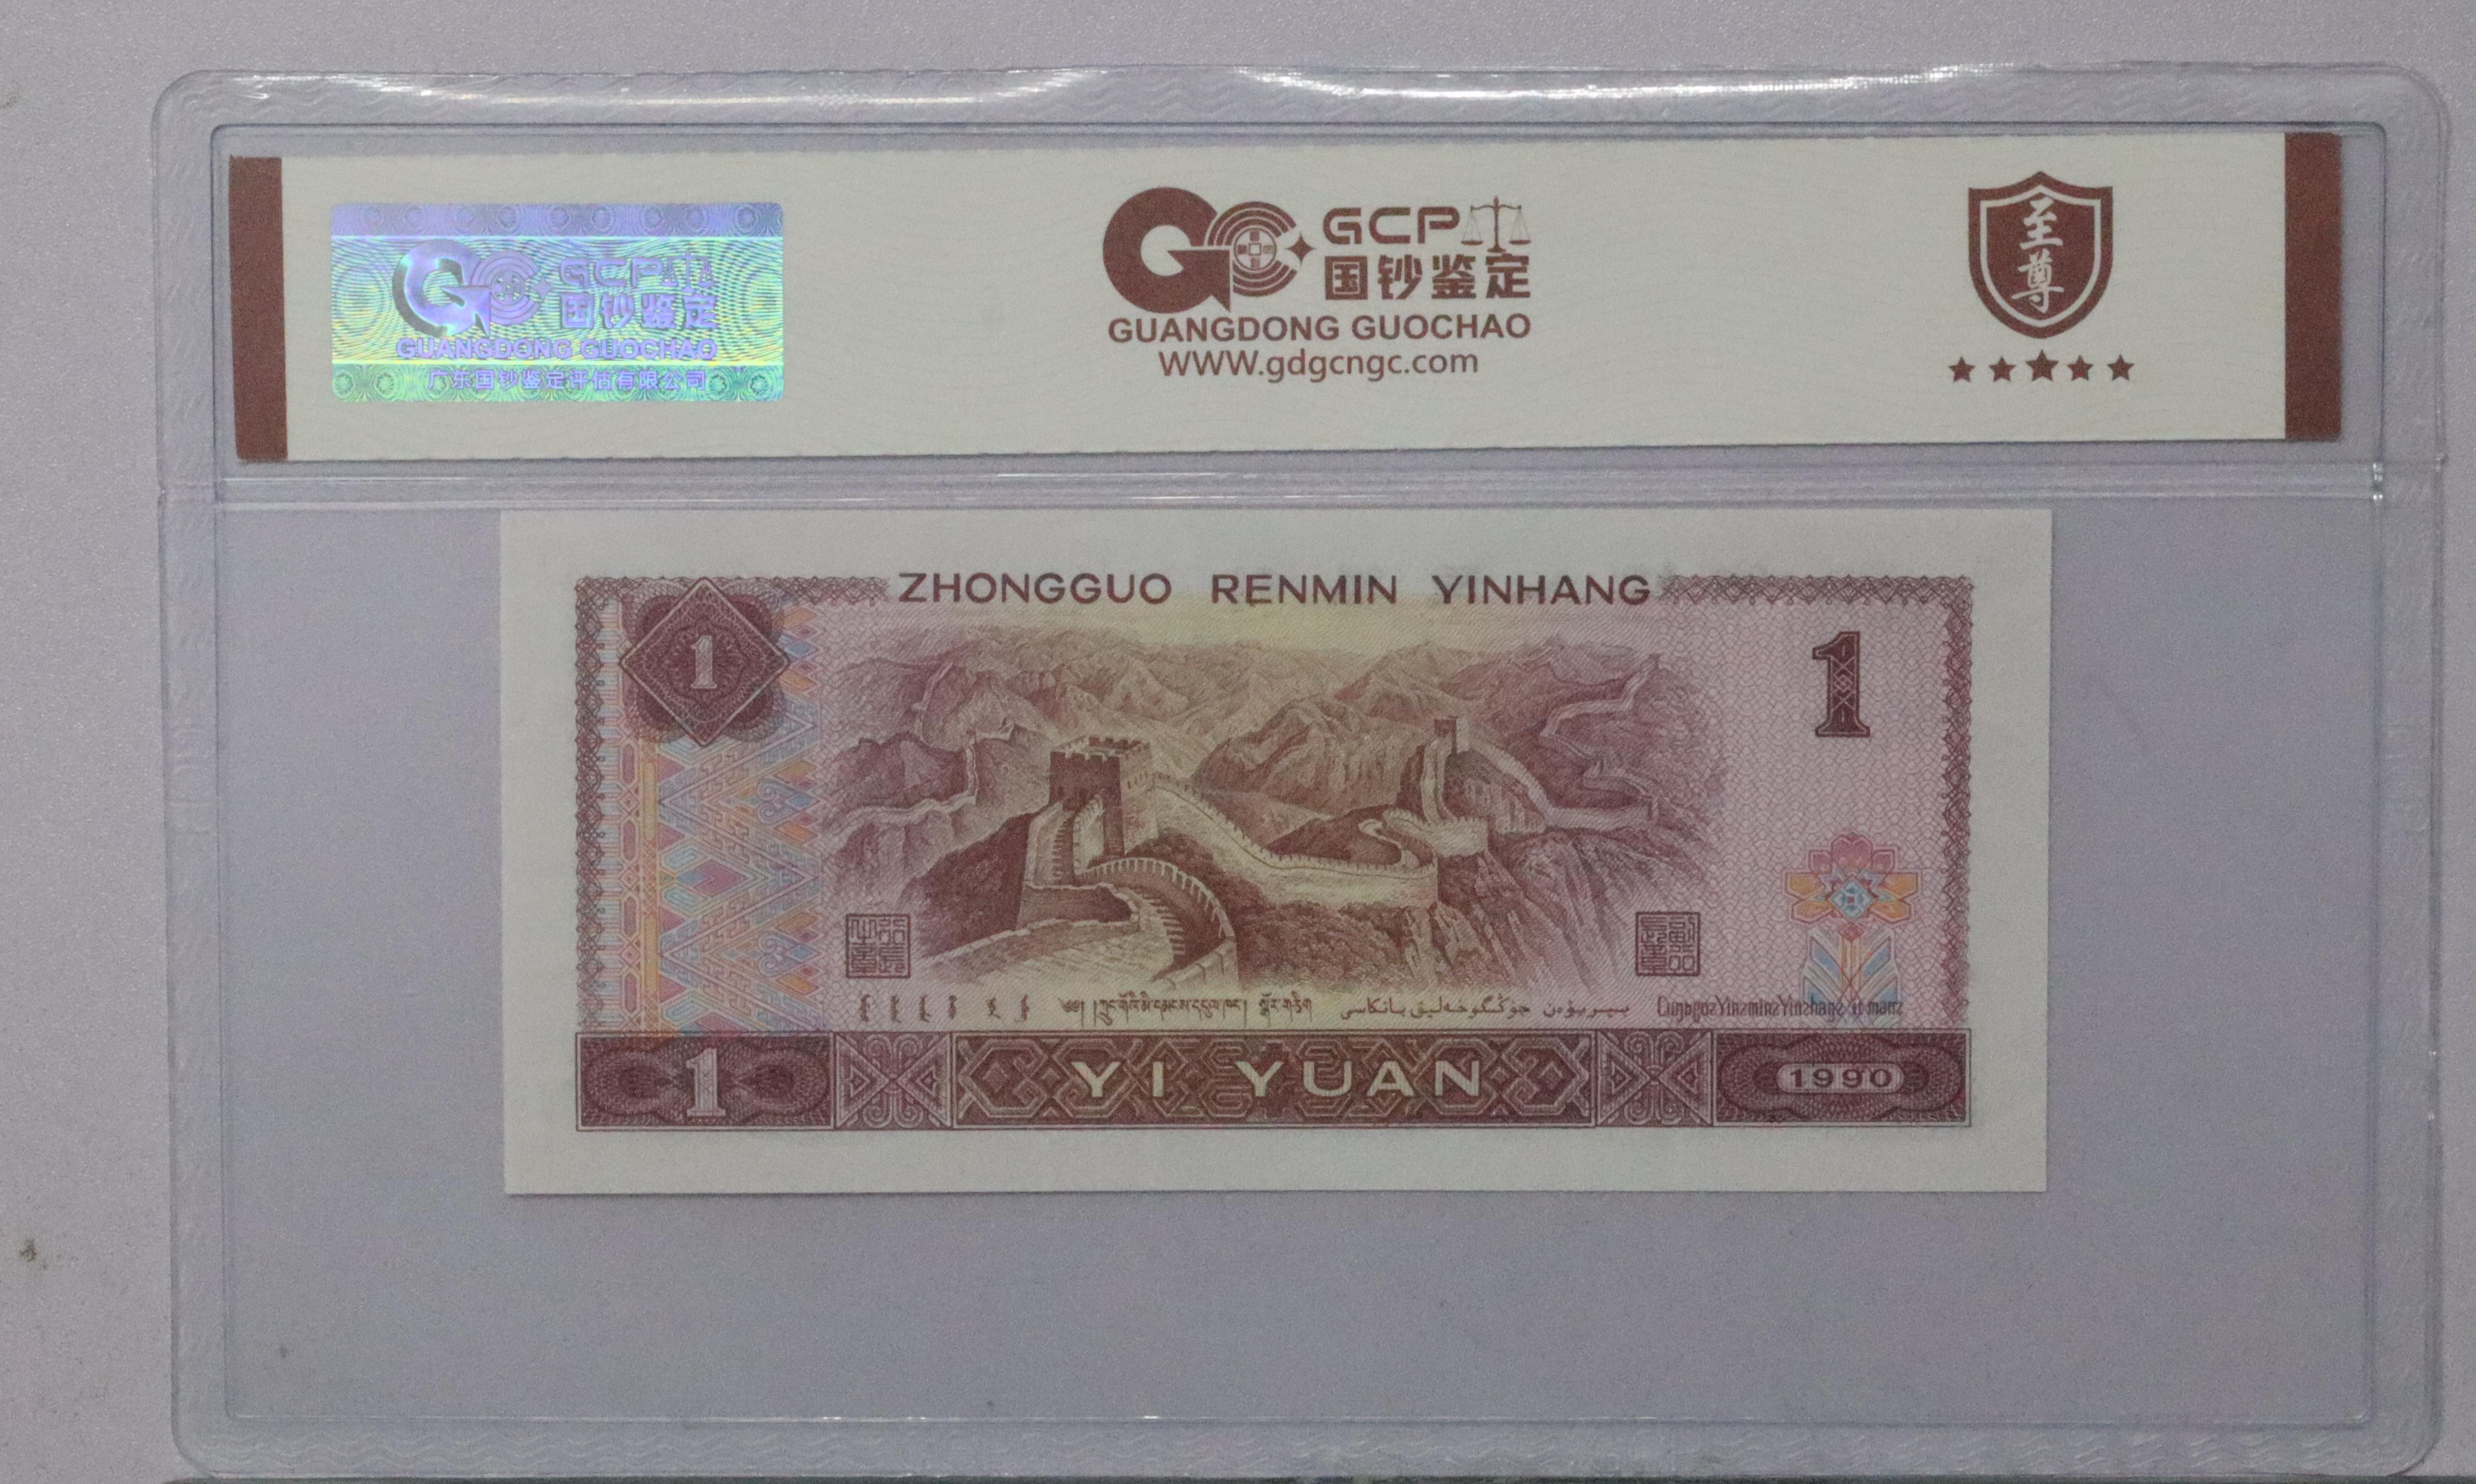 GCP
国钞鉴定
GUANGDONG GUOCHAO
广东国钞鉴定评估有限公司
GCP
国钞鉴定
GUANGDONG GUOCHAO
WWW.gdgcngc.com
至
尊
ZHONGGUO RENMIN YINHANG
1
1
1
YI YUAN
1990